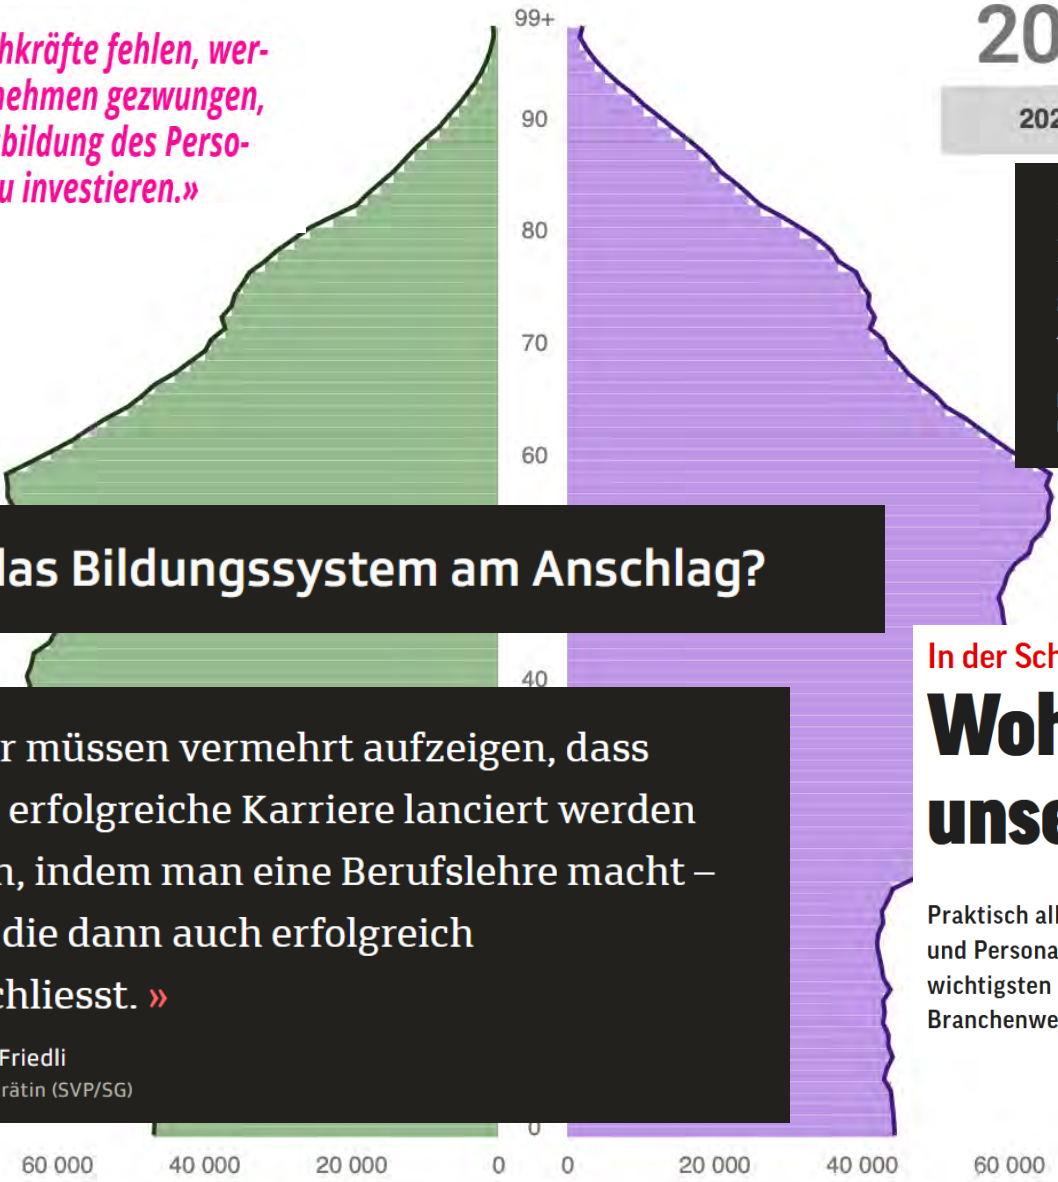 hkräfte fehlen, wer-
nehmen gezwungen,
bildung des Perso-
u investieren.»
99+
90
80
70
60
40
0
20
202
las Bildungssystem am Anschlag?
r müssen vermehrt aufzeigen, dass
erfolgreiche Karriere lanciert werden
n, indem man eine Berufslehre macht –
die dann auch erfolgreich
chliesst. »
Friedli
rätin (SVP/SG)
In der Sch
Woh
unse
Praktisch all
und Persona
wichtigsten
Branchenwe
60 000 40 000 20 000 0 0 20 000 40 000 60 000